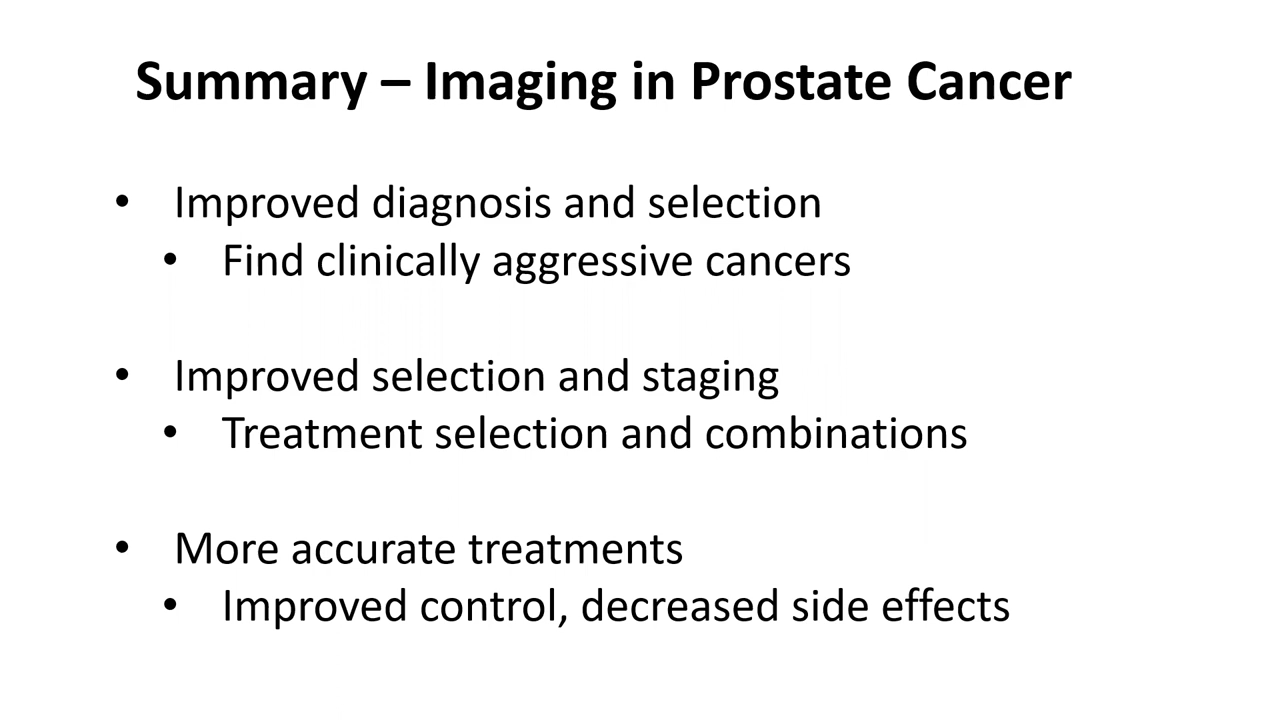 Summary – Imaging in Prostate Cancer
• Improved diagnosis and selection
• Find clinically aggressive cancers
• Improved selection and staging
• Treatment selection and combinations
• More accurate treatments
• Improved control, decreased side effects